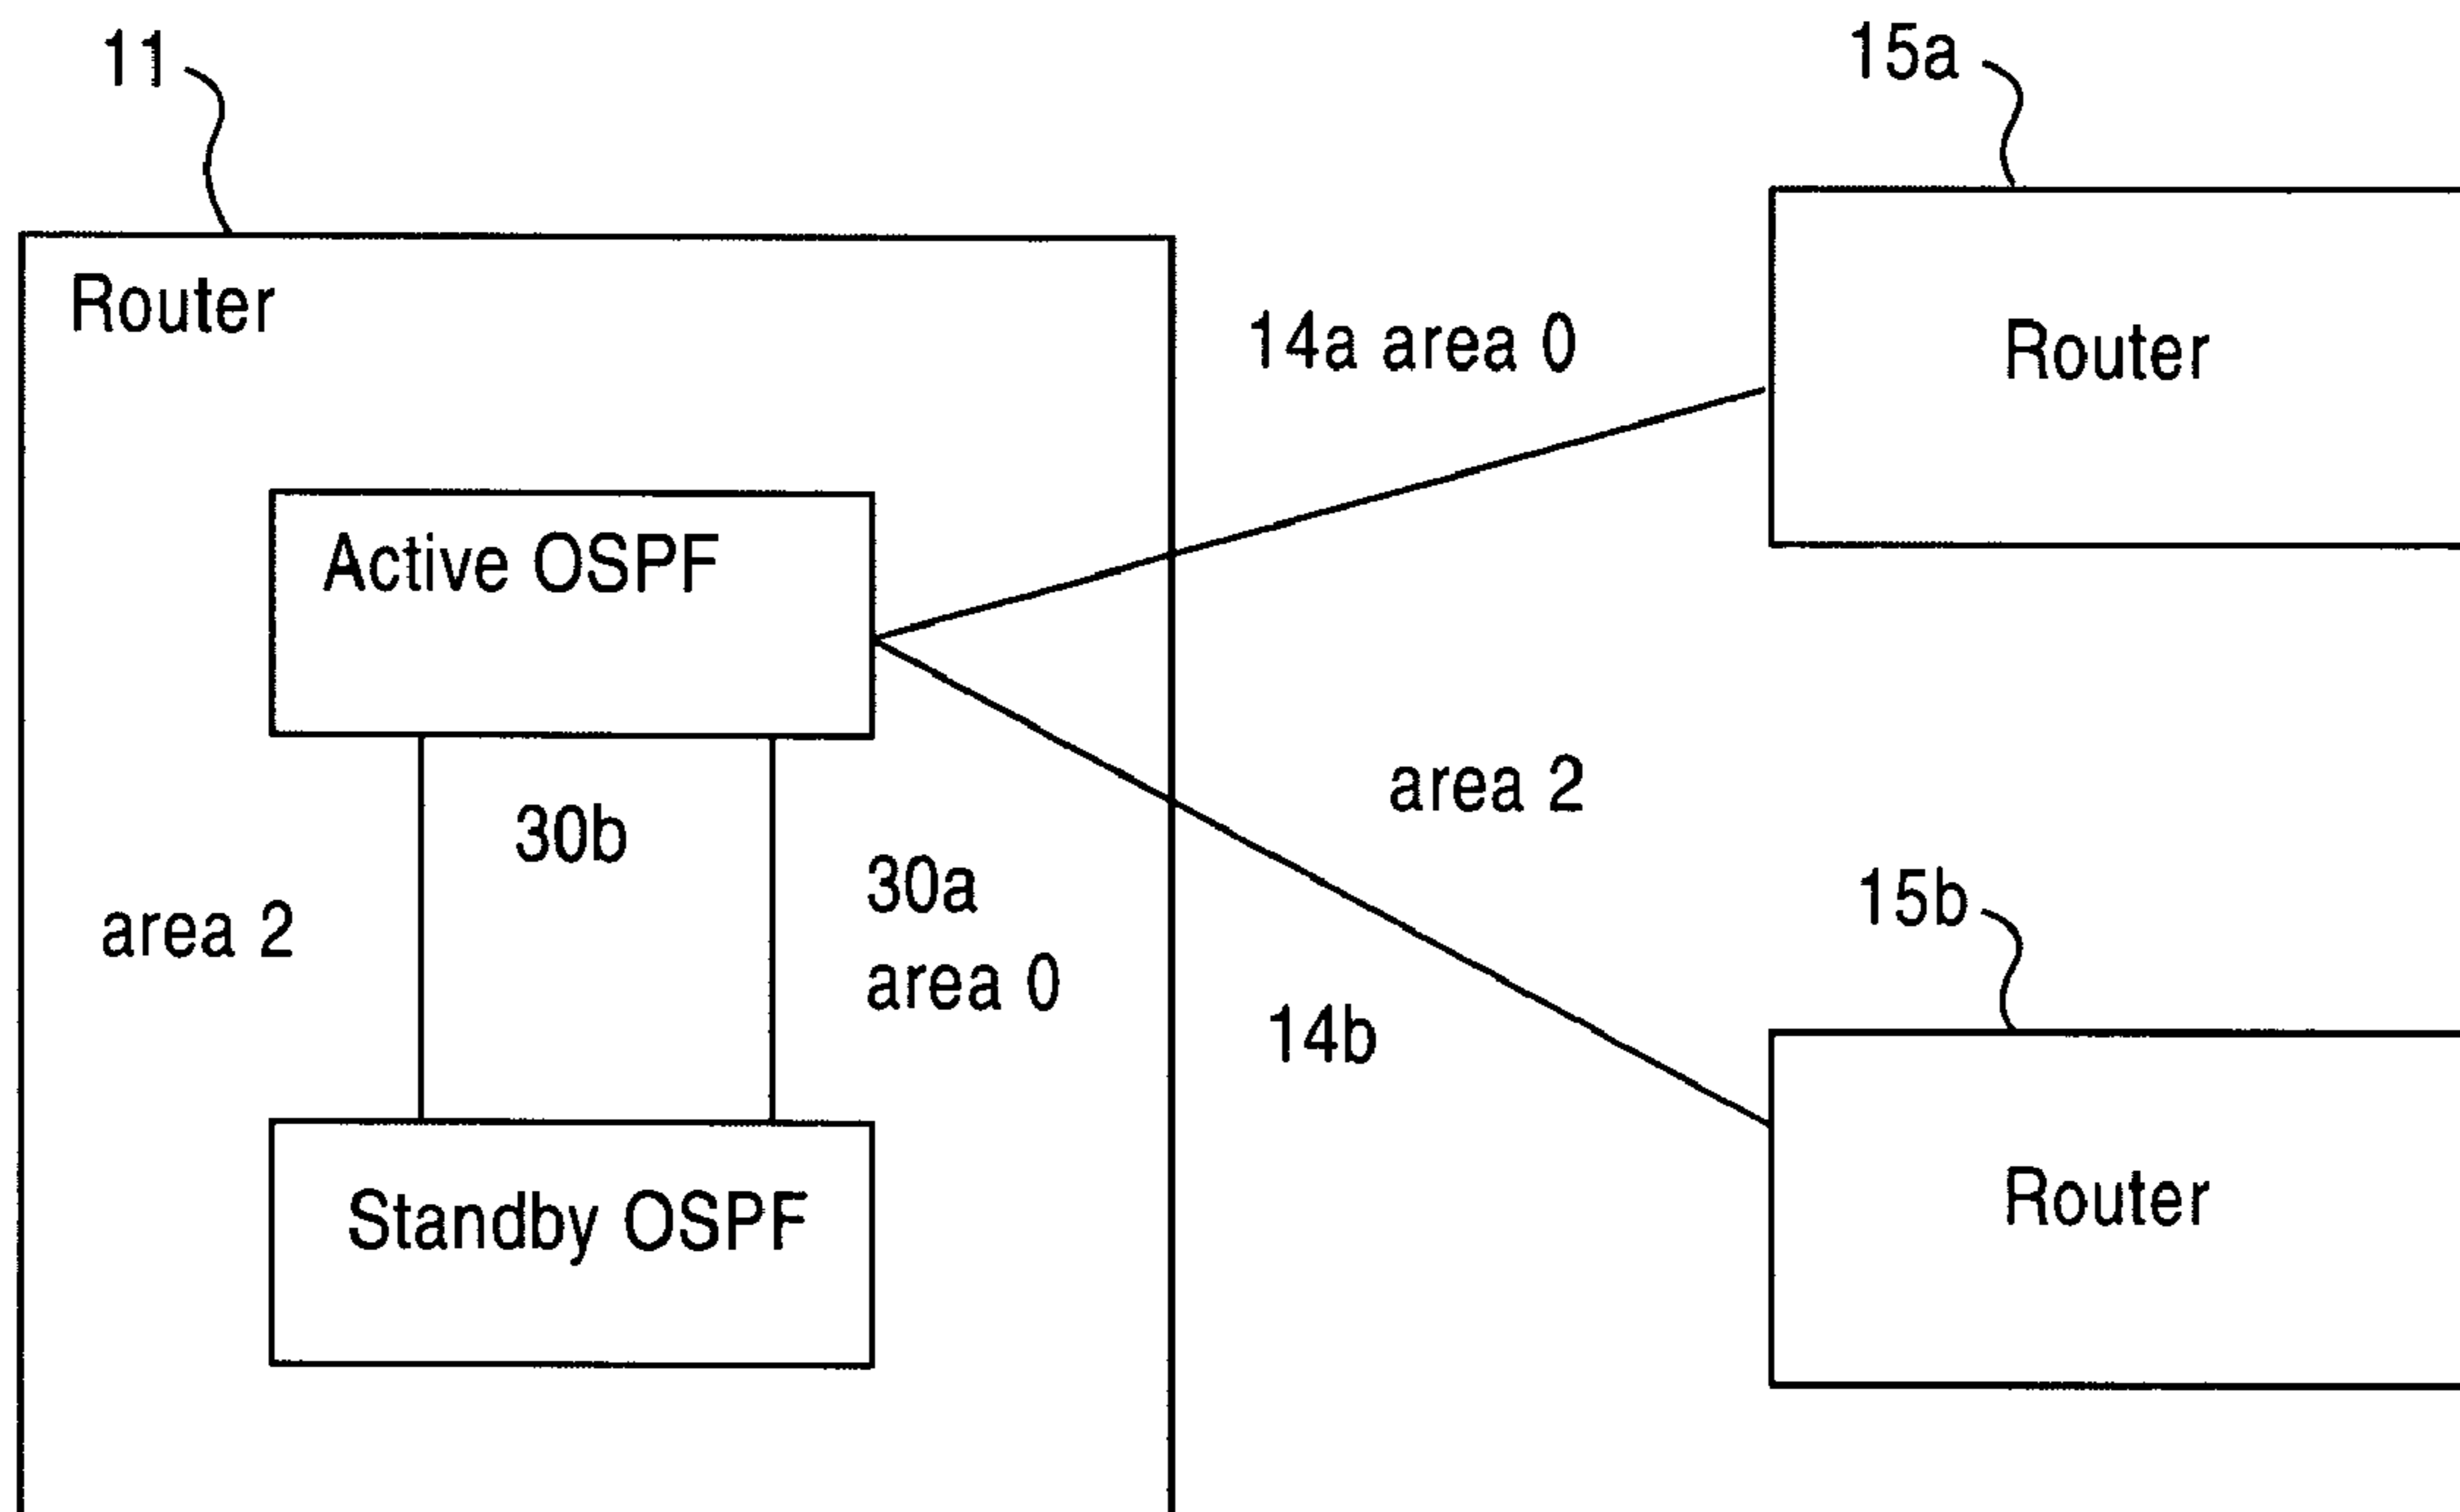 11
15a
Router
14a area 0
Router
Active OSPF
area 2
30b
30a
area 0
area 2
15b
14b
Standby OSPF
Router